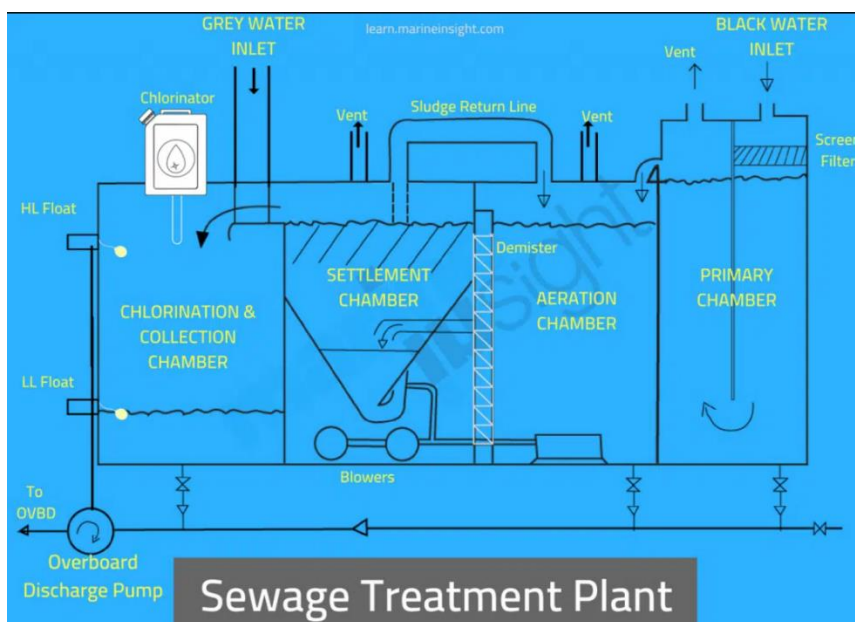 GREY WATER
INLET
learn.marineinsight.com
BLACK WATER
INLET
Vent
Chlorinator
Vent
Sludge Return Line
Vent
Screen
Filter
HL Float
Demister
SETTLEMENT
CHAMBER
PRIMARY
CHAMBER
AERATION
CHAMBER
CHLORINATION &
COLLECTION
CHAMBER
LL Float
Blowers
To
OVBD
Overboard
Discharge Pump
Sewage Treatment Plant